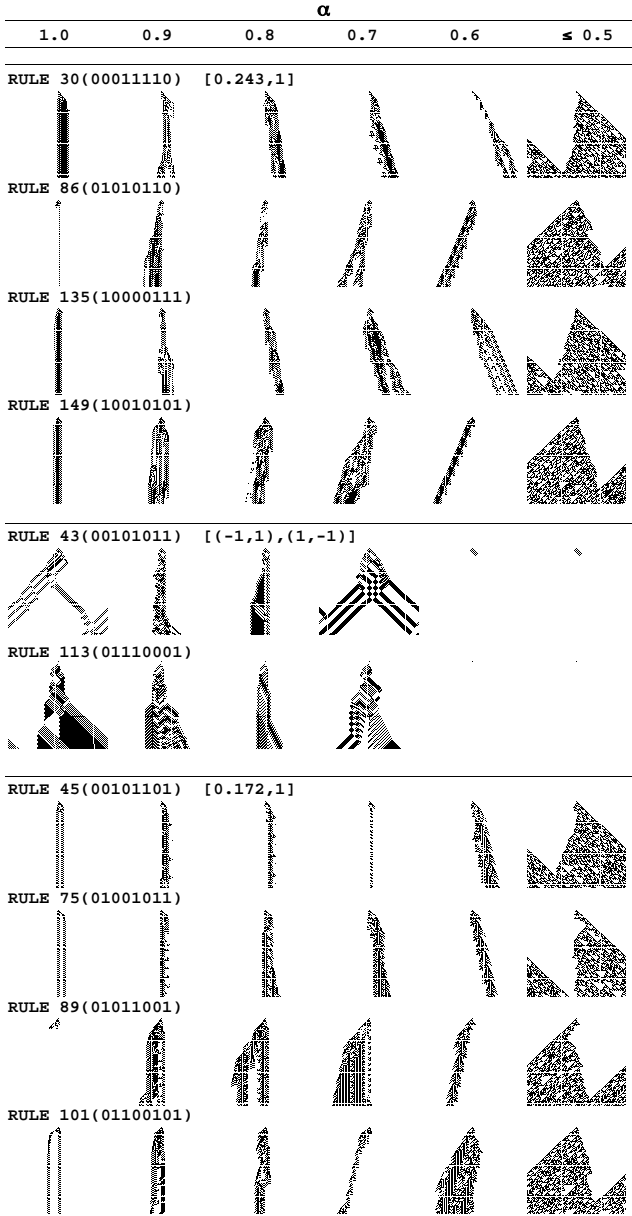 α
1.0 0.9 0.8 0.7 0.6 ≤ 0.5
RULE 30(00011110) [0.243,1]
RULE 86(01010110)
RULE 135(10000111)
RULE 149(10010101)
RULE 43(00101011) [(-1,1),(1,-1)]
RULE 113(01110001)
RULE 45(00101101) [0.172,1]
RULE 75(01001011)
RULE 89(01011001)
RULE 101(01100101)